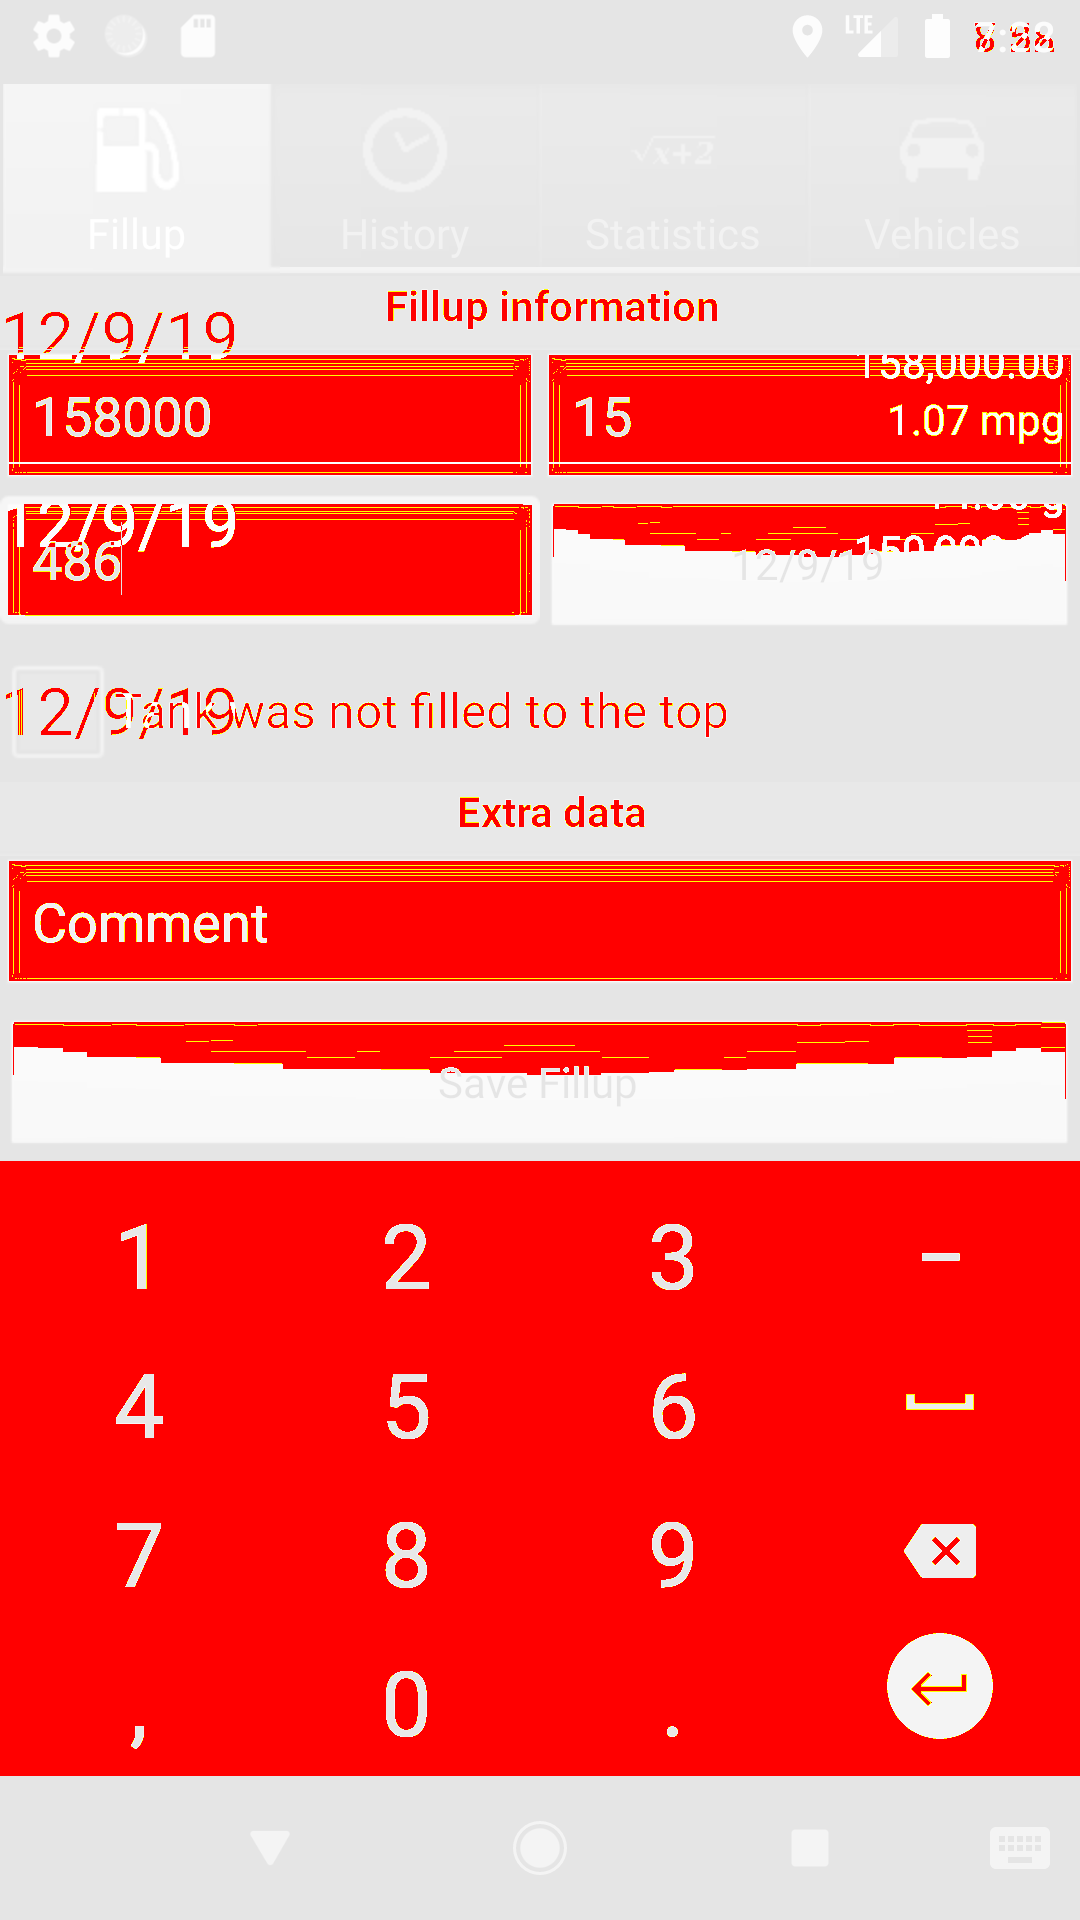 LTE
Fillup History √x+2 Statistics Vehicles
Fillup information
12/9/19
158,000.00
158000 15 1.07 mpg
12/9/19
486 12/9/19
12/9/19
Tank was not filled to the top
Extra data
Comment
Save Fillup
1 2 3 –
4 5 6
7 8 9
, 0 .